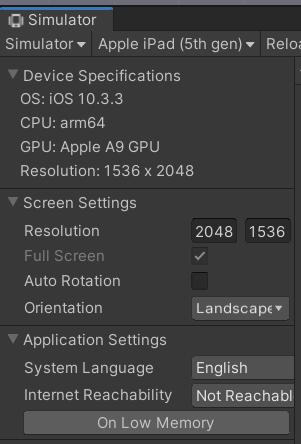 Simulator
Simulator Apple iPad (5th gen)
Device Specifications
OS: iOS 10.3.3
CPU: arm64
GPU: Apple A9 GPU
Resolution: 1536 x 2048
Screen Settings
Resolution 2048 1536
Full Screen
Auto Rotation
Orientation Landscape
Application Settings
System Language English
Internet Reachability Not Reachabl
On Low Memory